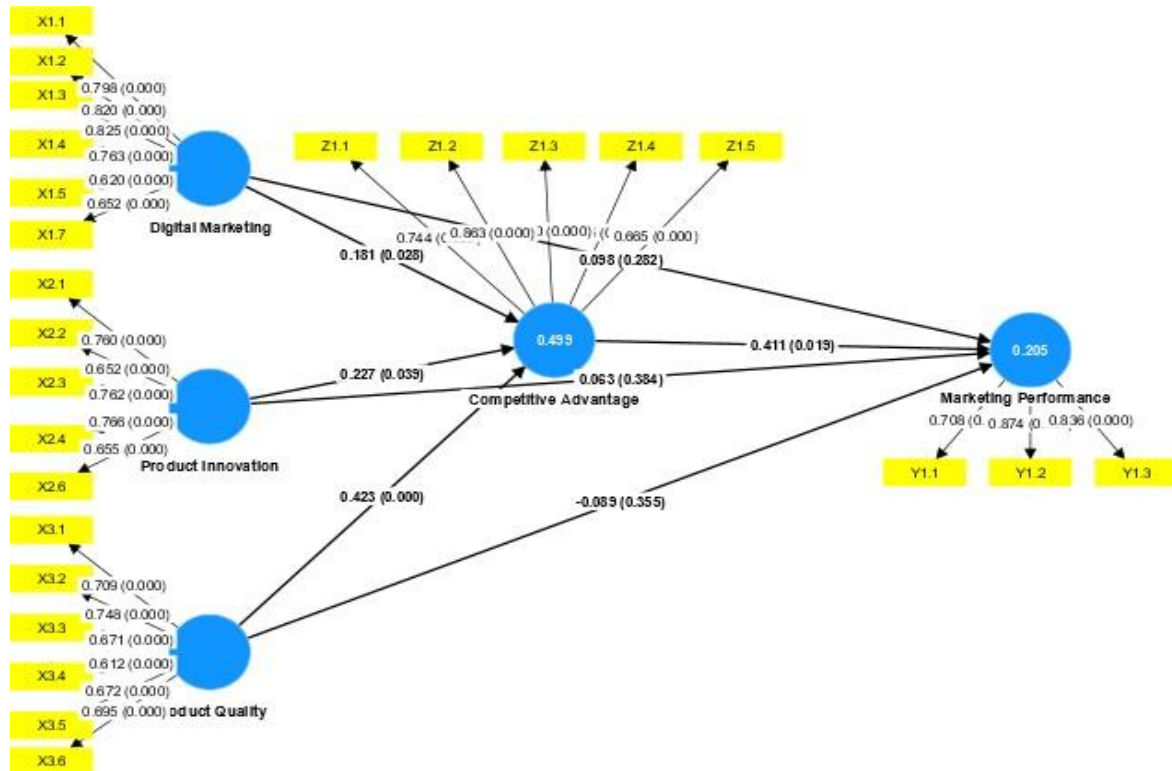 X1.1
X1.2
X1.3
X1.4
X1.5
X1.7
0.798 (0.000)
0.820 (0.000)
0.825 (0.000)
0.763 (0.000)
0.620 (0.000)
0.652 (0.000)
Digital Marketing
X2.1
X2.2
X2.3
X2.4
X2.6
0.760 (0.000)
0.652 (0.000)
0.762 (0.000)
0.766 (0.000)
0.655 (0.000)
Product Innovation
X3.1
X3.2
X3.3
X3.4
X3.5
X3.6
0.709 (0.000)
0.748 (0.000)
0.671 (0.000)
0.612 (0.000)
0.672 (0.000)
0.695 (0.000)
oduct Quality
Z1.1
Z1.2
Z1.3
Z1.4
Z1.5
0.744
0.863 (0.000)
(0.000)
0.665 (0.000)
0.181 (0.028)
0.098 (0.282)
0.499
Competitive Advantage
0.227 (0.039)
0.063 (0.384)
0.411 (0.019)
0.423 (0.000)
-0.089 (0.355)
0.205
Marketing Performance
0.708 (0.
0.874 (0.
0.836 (0.000)
Y1.1
Y1.2
Y1.3